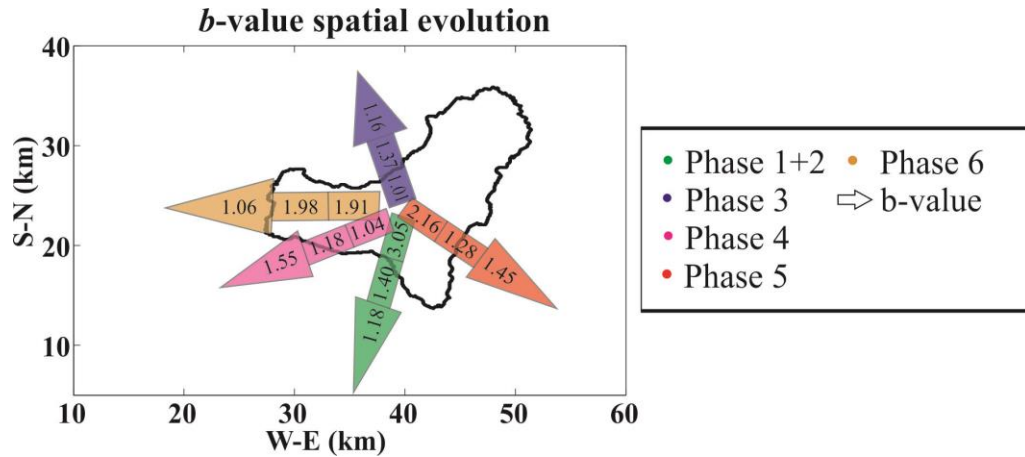 b-value spatial evolution
S-N (km)
40
30
20
10
10 20 30 40 50 60
W-E (km)
1.16
1.37
1.01
1.06 1.98 1.91
1.55 1.18 1.04
3.05
1.40
1.18
2.16 1.28 1.45
Phase 1+2
Phase 3
Phase 4
Phase 5
Phase 6
b-value